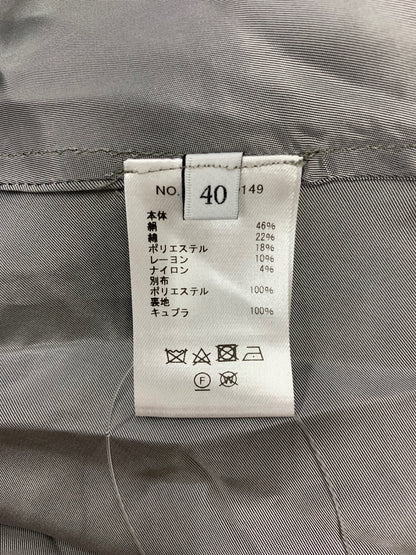 NO. 149
40
本体
絹 46%
綿 22%
ポリエステル 18%
レーヨン 10%
ナイロン 4%
別布
ポリエステル 100%
裏地
キュプラ 100%
F W